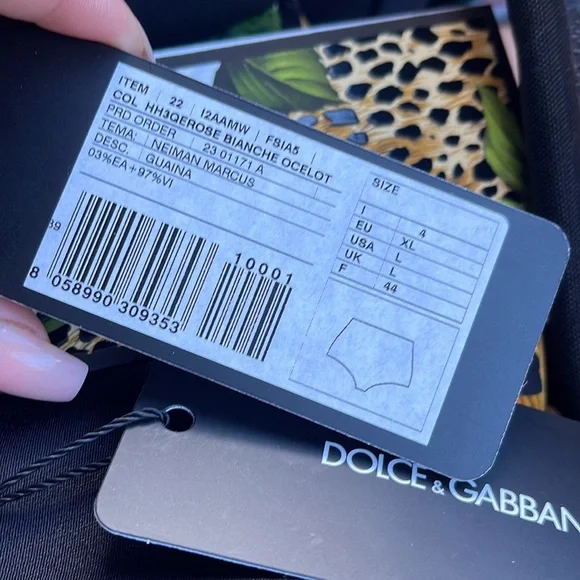 ITEM | 22 | I2AAMW | FSIA5 |
COL HH3QEROSE BIANCHE OCELOT
PRD ORDER 23 01171 A
TEMA: NEIMAN MARCUS
DESC. GUAINA
03%EA+97%VI
10001
8 058990 309353
SIZE
I 4
EU XL
USA L
UK L
F 44
DOLCE & GABBAN